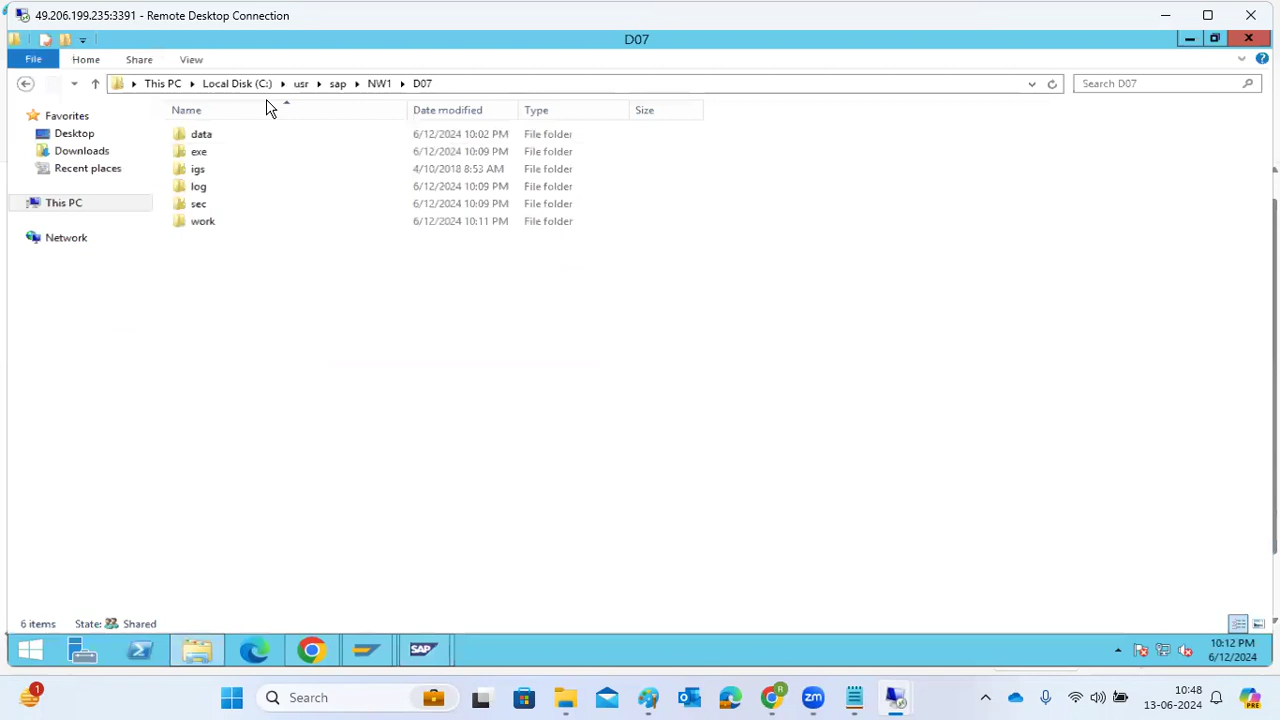 49.206.199.235:3391 - Remote Desktop Connection
D07
File Home Share View
This PC Local Disk (C:) usr sap NW1 D07
Search D07
Name Date modified Type Size
Favorites
Desktop
Downloads
Recent places
This PC
Network
data 6/12/2024 10:02 PM File folder
exe 6/12/2024 10:09 PM File folder
igs 4/10/2018 8:53 AM File folder
log 6/12/2024 10:09 PM File folder
sec 6/12/2024 10:09 PM File folder
work 6/12/2024 10:11 PM File folder
6 items State: Shared
SAP
10:12 PM
6/12/2024
1
Search
R
zm
PRE
10:48
13-06-2024